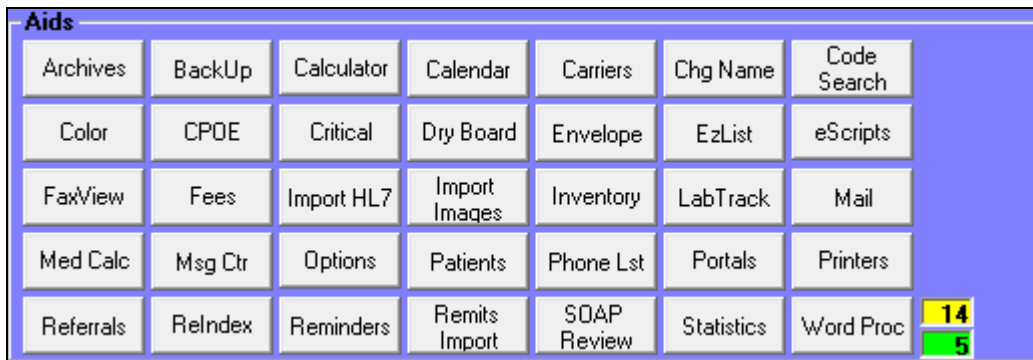 Aids
Archives BackUp Calculator Calendar Carriers Chg Name Code Search
Color CPOE Critical Dry Board Envelope EzList eScripts
FaxView Fees Import HL7 Import Images Inventory LabTrack Mail
Med Calc Msg Ctr Options Patients Phone Lst Portals Printers
Referrals ReIndex Reminders Remits Import SOAP Review Statistics Word Proc 14
5